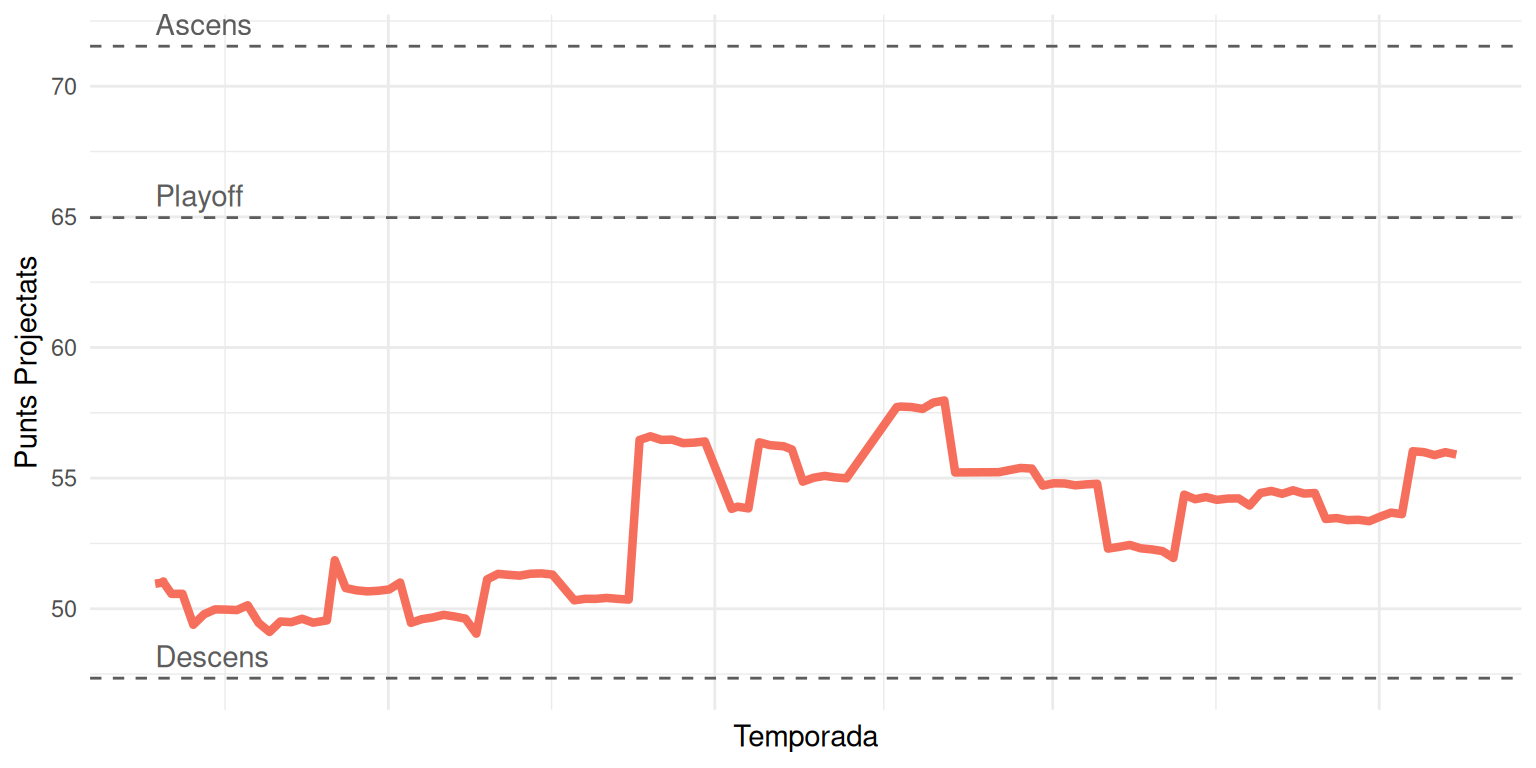 Ascens
70
Playoff
65
60
55
50
Descens
Punts Projectats
Temporada